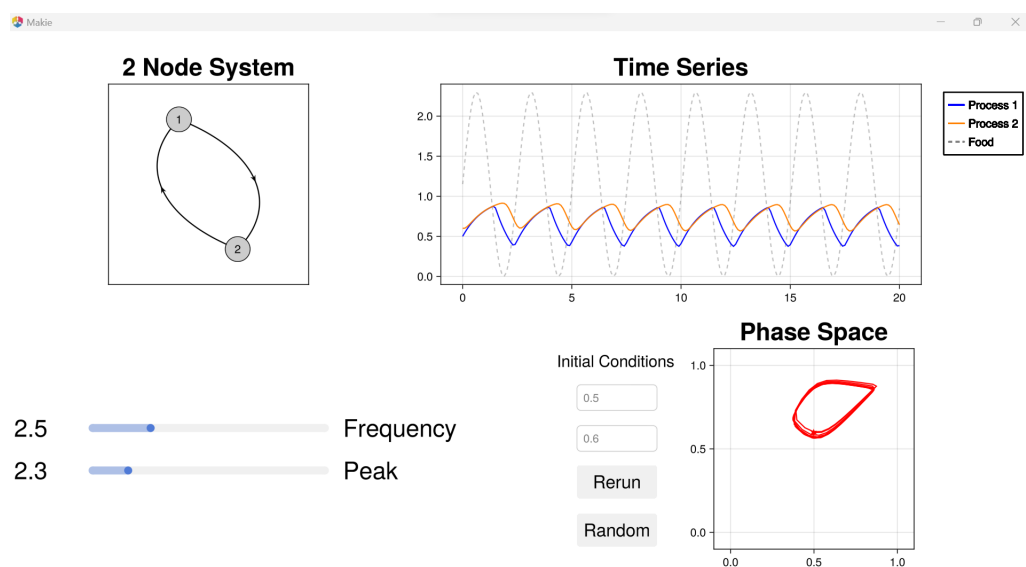 Makie
2 Node System
1
2
Time Series
2.0
1.5
1.0
0.5
0.0
0
5
10
15
20
Process 1
Process 2
Food
2.5
Frequency
2.3
Peak
Initial Conditions
0.5
0.6
Rerun
Random
Phase Space
1.0
0.5
0.0
0.0
0.5
1.0